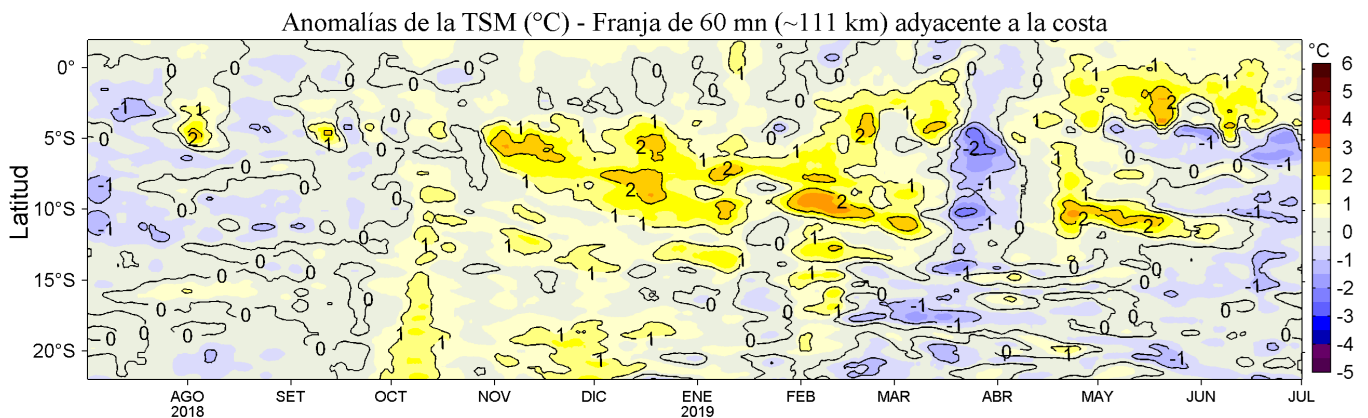 Anomalías de la TSM (°C) - Franja de 60 mn (~111 km) adyacente a la costa
°C
Latitud
0°
5°S
10°S
15°S
20°S
6
5
4
3
2
1
0
-1
-2
-3
-4
-5
AGO SET OCT NOV DIC ENE FEB MAR ABR MAY JUN JUL
2018 2019